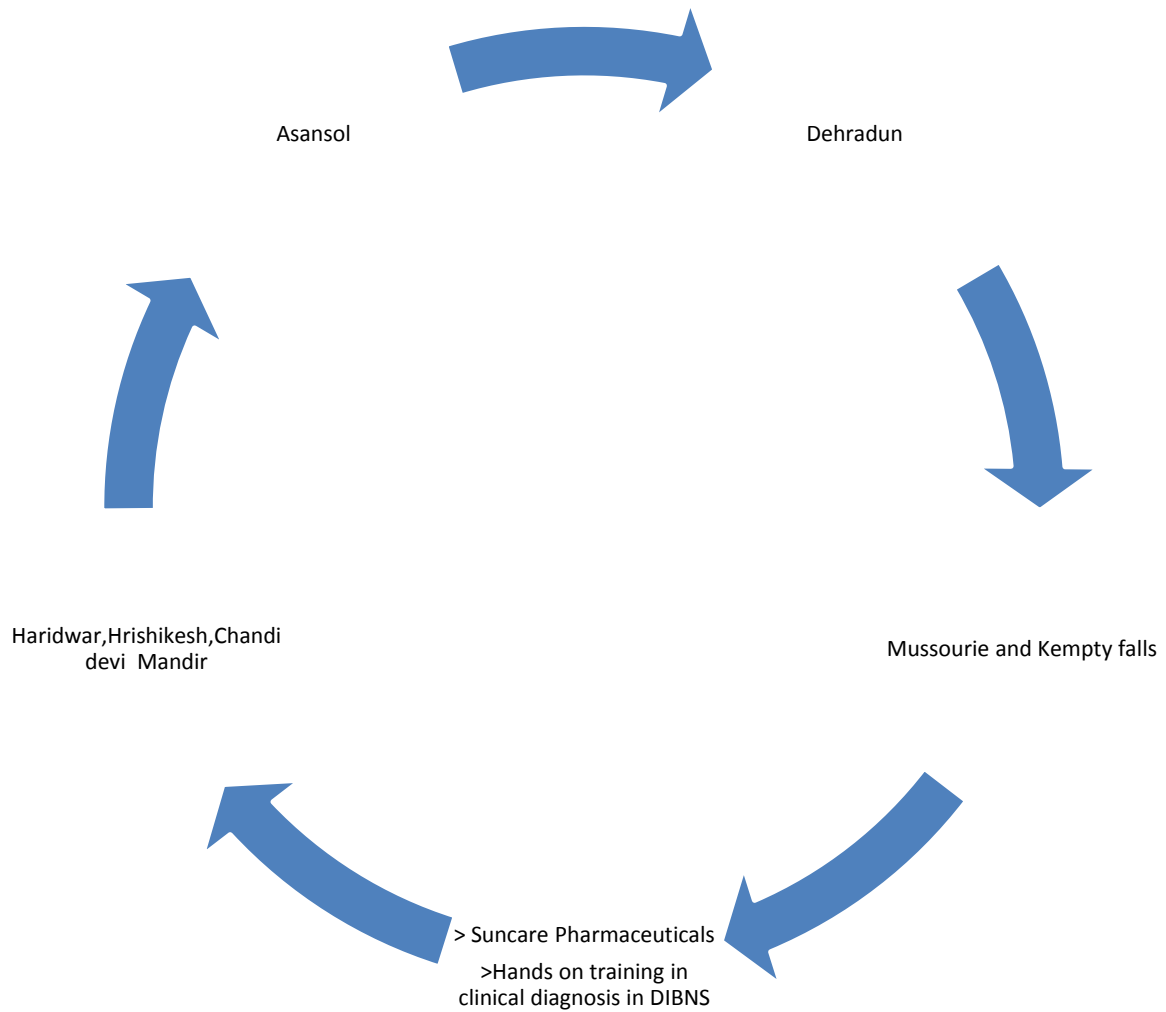 Asansol
Dehradun
Mussourie and Kempty falls
> Suncare Pharmaceuticals
>Hands on training in
clinical diagnosis in DIBNS
Haridwar,Hrishikesh,Chandi
devi Mandir